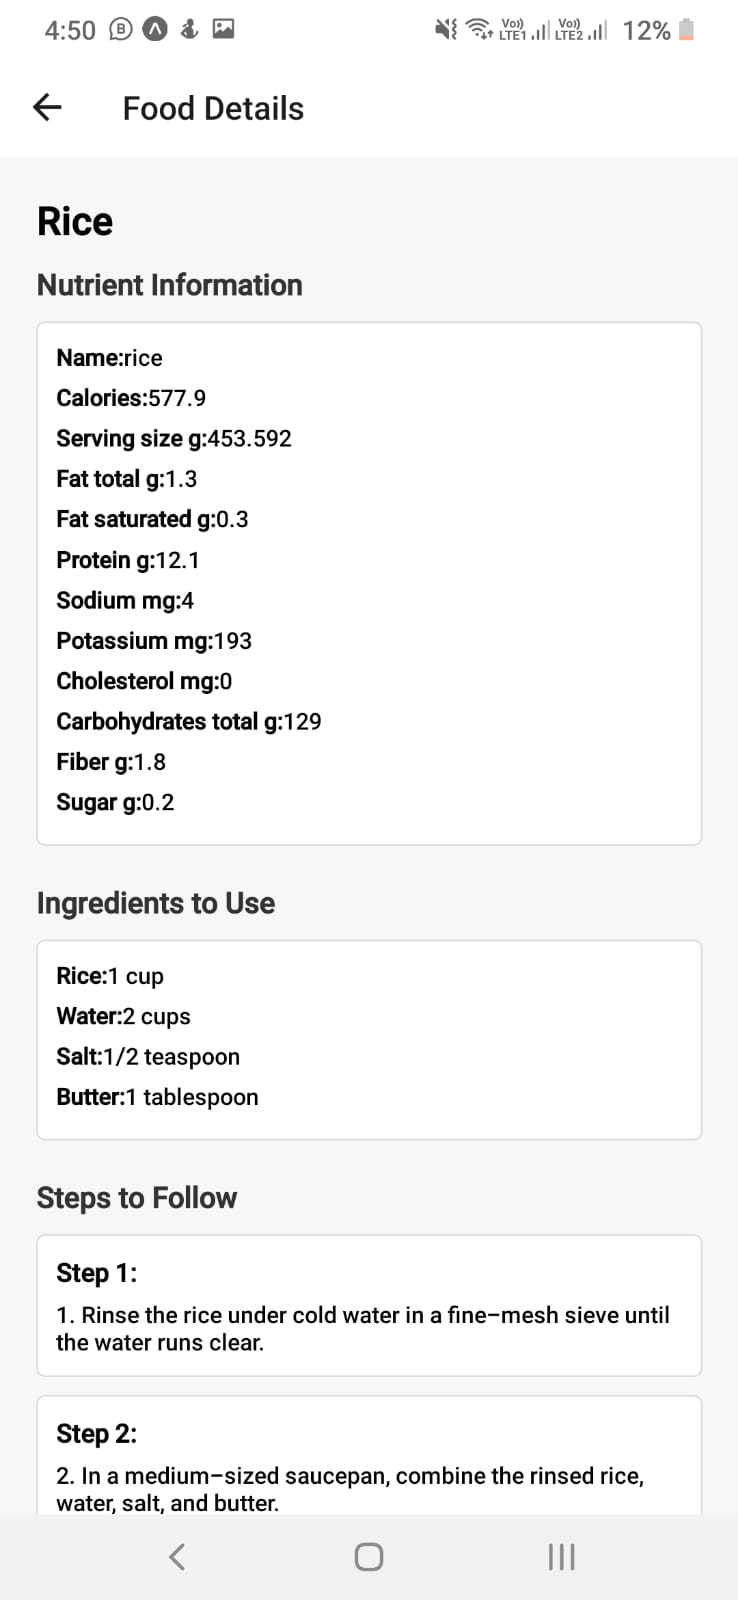 4:50 B Vo)) LTE1 Vo)) LTE2 12%
Food Details
Rice
Nutrient Information
Name:rice
Calories:577.9
Serving size g:453.592
Fat total g:1.3
Fat saturated g:0.3
Protein g:12.1
Sodium mg:4
Potassium mg:193
Cholesterol mg:0
Carbohydrates total g:129
Fiber g:1.8
Sugar g:0.2
Ingredients to Use
Rice:1 cup
Water:2 cups
Salt:1/2 teaspoon
Butter:1 tablespoon
Steps to Follow
Step 1:
1. Rinse the rice under cold water in a fine-mesh sieve until
the water runs clear.
Step 2:
2. In a medium-sized saucepan, combine the rinsed rice,
water, salt, and butter.